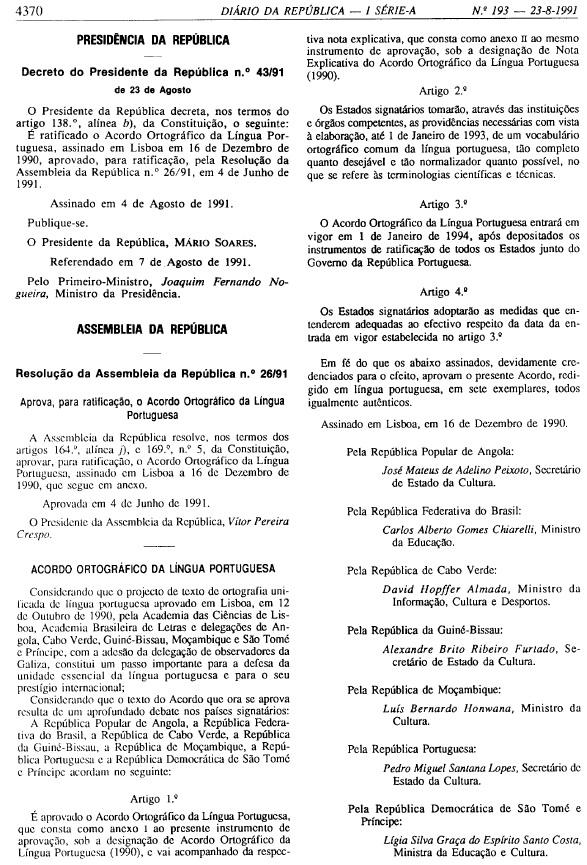 4370
DIÁRIO DA REPÚBLICA — I SÉRIE-A
N.º 193 — 23-8-1991
PRESIDÊNCIA DA REPÚBLICA
Decreto do Presidente da República n.º 43/91
de 23 de Agosto
O Presidente da República decreta, nos termos do
artigo 138.º, alínea b), da Constituição, o seguinte:
É ratificado o Acordo Ortográfico da Língua Por-
tuguesa, assinado em Lisboa em 16 de Dezembro de
1990, aprovado, para ratificação, pela Resolução da
Assembleia da República n.º 26/91, em 4 de Junho de
1991.
Assinado em 4 de Agosto de 1991.
Publique-se.
O Presidente da República, MÁRIO SOARES.
Referendado em 7 de Agosto de 1991.
Pelo Primeiro-Ministro, Joaquim Fernando No-
gueira, Ministro da Presidência.
ASSEMBLEIA DA REPÚBLICA
Resolução da Assembleia da República n.º 26/91
Aprova, para ratificação, o Acordo Ortográfico da Língua
Portuguesa
A Assembleia da República resolve, nos termos dos
artigos 164.º, alínea j), e 169.º, n.º 5, da Constituição,
aprovar, para ratificação, o Acordo Ortográfico da Língua
Portuguesa, assinado em Lisboa a 16 de Dezembro de
1990, que segue em anexo.
Aprovada em 4 de Junho de 1991.
O Presidente da Assembleia da República, Vítor Pereira
Crespo.
ACORDO ORTOGRÁFICO DA LÍNGUA PORTUGUESA
Considerando que o projecto de texto de ortografia uni-
ficada de língua portuguesa aprovado em Lisboa, em 12
de Outubro de 1990, pela Academia das Ciências de Lis-
boa, Academia Brasileira de Letras e delegações de An-
gola, Cabo Verde, Guiné-Bissau, Moçambique e São Tomé
e Príncipe, com a adesão da delegação de observadores da
Galiza, constitui um passo importante para a defesa da
unidade essencial da língua portuguesa e para o seu
prestígio internacional;
Considerando que o texto do Acordo que ora se aprova
resulta de um aprofundado debate nos países signatários:
A República Popular de Angola, a República Federa-
tiva do Brasil, a República de Cabo Verde, a República
da Guiné-Bissau, a República de Moçambique, a Repú-
blica Portuguesa e a República Democrática de São Tomé
e Príncipe acordam no seguinte:
Artigo 1.º
É aprovado o Acordo Ortográfico da Língua Portuguesa,
que consta como anexo I ao presente instrumento de
aprovação, sob a designação de Acordo Ortográfico da
Língua Portuguesa (1990), e vai acompanhado da respec-
tiva nota explicativa, que consta como anexo II ao mesmo
instrumento de aprovação, sob a designação de Nota
Explicativa do Acordo Ortográfico da Língua Portuguesa
(1990).
Artigo 2.º
Os Estados signatários tomarão, através das instituições
e órgãos competentes, as providências necessárias com vista
à elaboração, até 1 de Janeiro de 1993, de um vocabulário
ortográfico comum da língua portuguesa, tão completo
quanto desejável e tão normalizador quanto possível, no
que se refere às terminologias científicas e técnicas.
Artigo 3.º
O Acordo Ortográfico da Língua Portuguesa entrará em
vigor em 1 de Janeiro de 1994, após depositados os
instrumentos de ratificação de todos os Estados junto do
Governo da República Portuguesa.
Artigo 4.º
Os Estados signatários adoptarão as medidas que en-
tenderem adequadas ao efectivo respeito da data da en-
trada em vigor estabelecida no artigo 3.º
Em fé do que os abaixo assinados, devidamente cre-
denciados para o efeito, aprovam o presente Acordo, redi-
gido em língua portuguesa, em sete exemplares, todos
igualmente autênticos.
Assinado em Lisboa, em 16 de Dezembro de 1990.
Pela República Popular de Angola:
José Mateus de Adelino Peixoto, Secretário
de Estado da Cultura.
Pela República Federativa do Brasil:
Carlos Alberto Gomes Chiarelli, Ministro
da Educação.
Pela República de Cabo Verde:
David Hopffer Almada, Ministro da
Informação, Cultura e Desportos.
Pela República da Guiné-Bissau:
Alexandre Brito Ribeiro Furtado, Se-
cretário de Estado da Cultura.
Pela República de Moçambique:
Luís Bernardo Honwana, Ministro da
Cultura.
Pela República Portuguesa:
Pedro Miguel Santana Lopes, Secretário de
Estado da Cultura.
Pela República Democrática de São Tomé e
Príncipe:
Lígia Silva Graça do Espírito Santo Costa,
Ministra da Educação e Cultura.